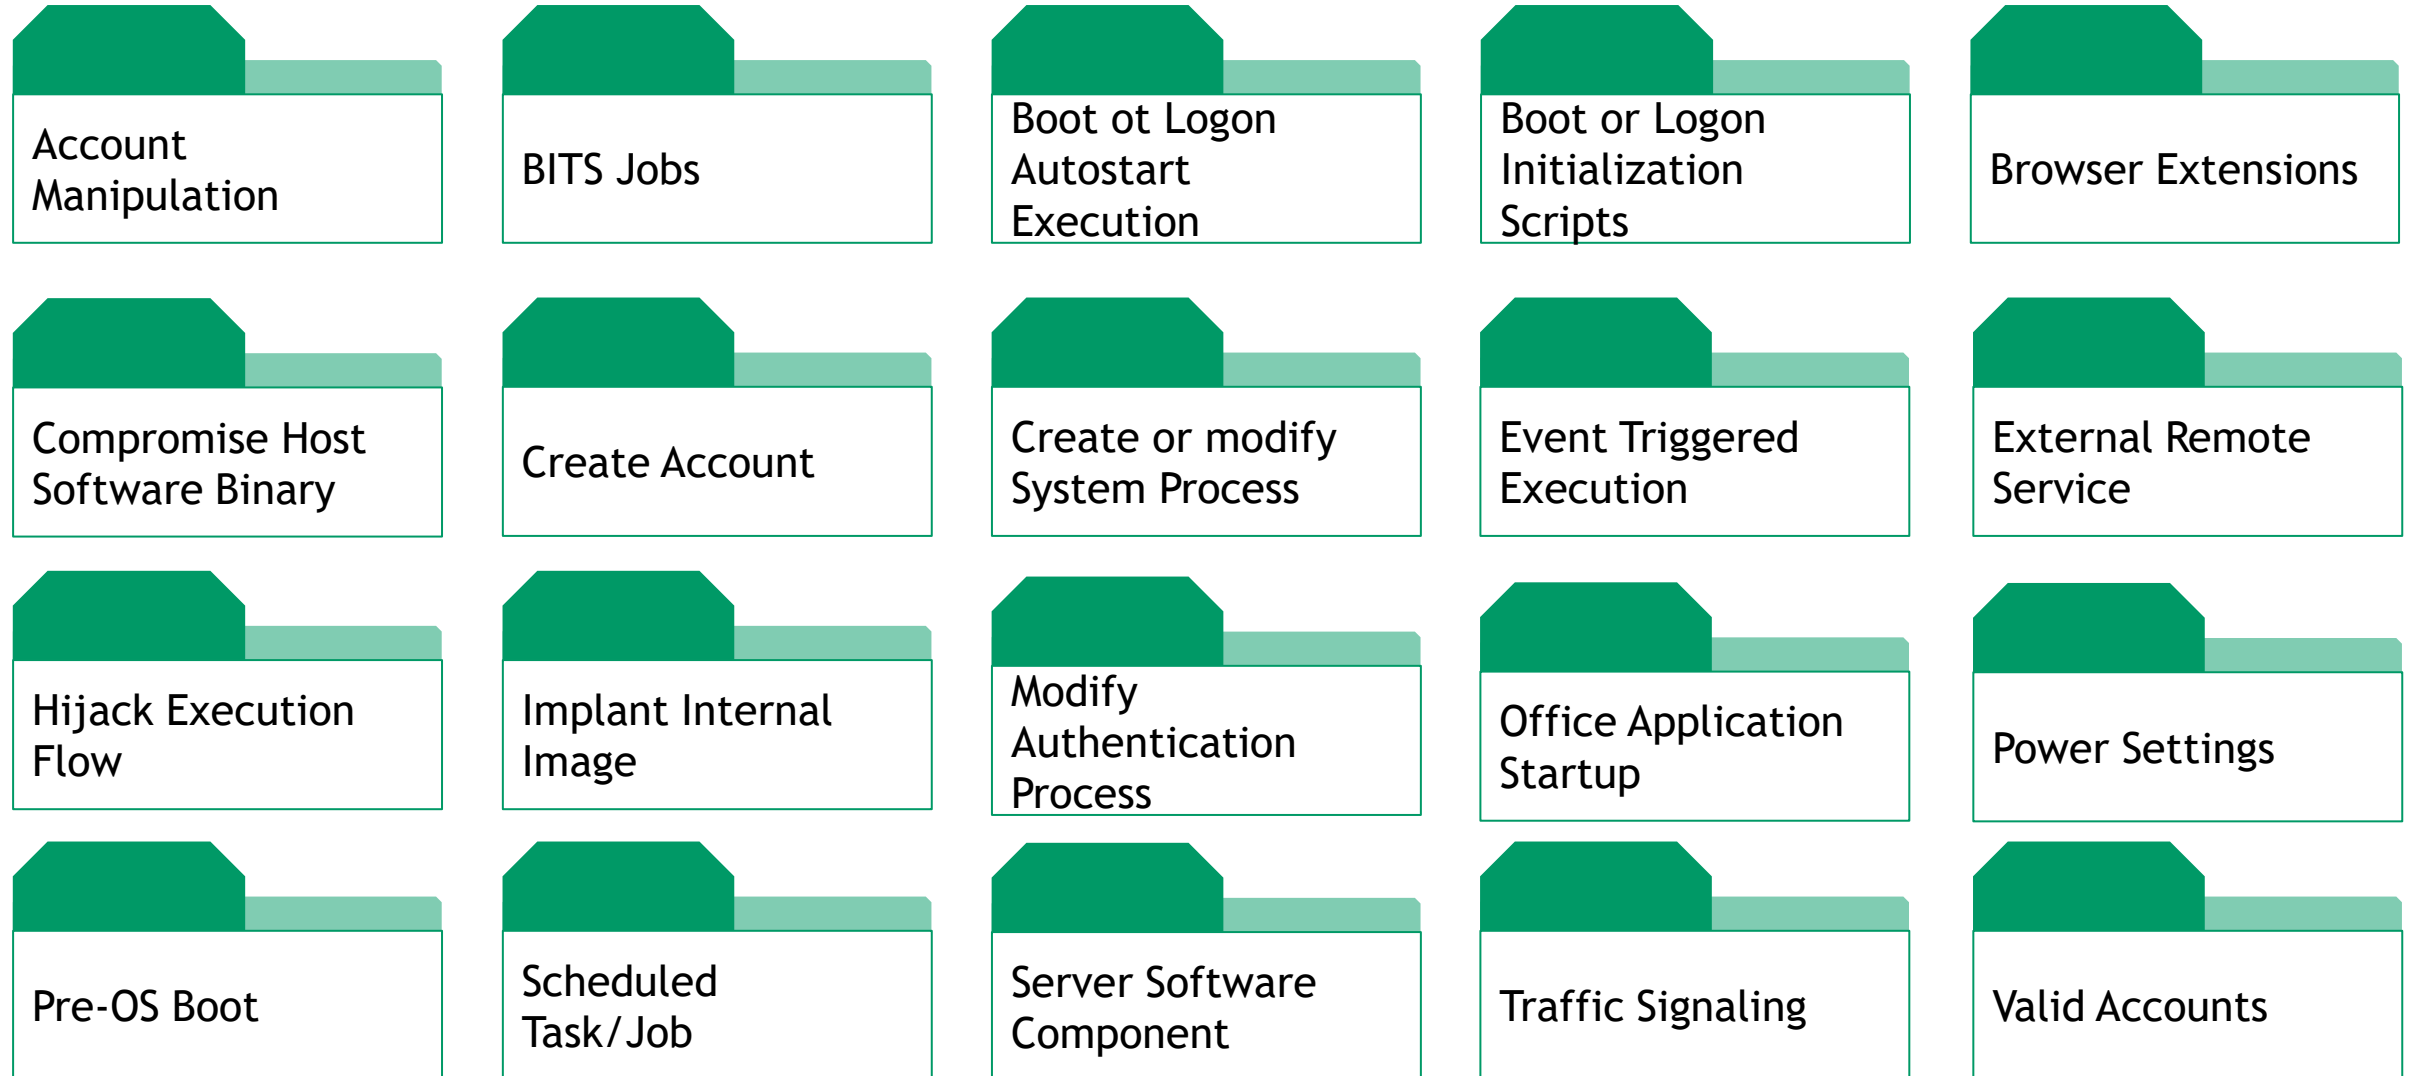 Account
Manipulation
BITS Jobs
Boot ot Logon
Autostart
Execution
Boot or Logon
Initialization
Scripts
Browser Extensions
Compromise Host
Software Binary
Create Account
Create or modify
System Process
Event Triggered
Execution
External Remote
Service
Hijack Execution
Flow
Implant Internal
Image
Modify
Authentication
Process
Office Application
Startup
Power Settings
Pre-OS Boot
Scheduled
Task/Job
Server Software
Component
Traffic Signaling
Valid Accounts